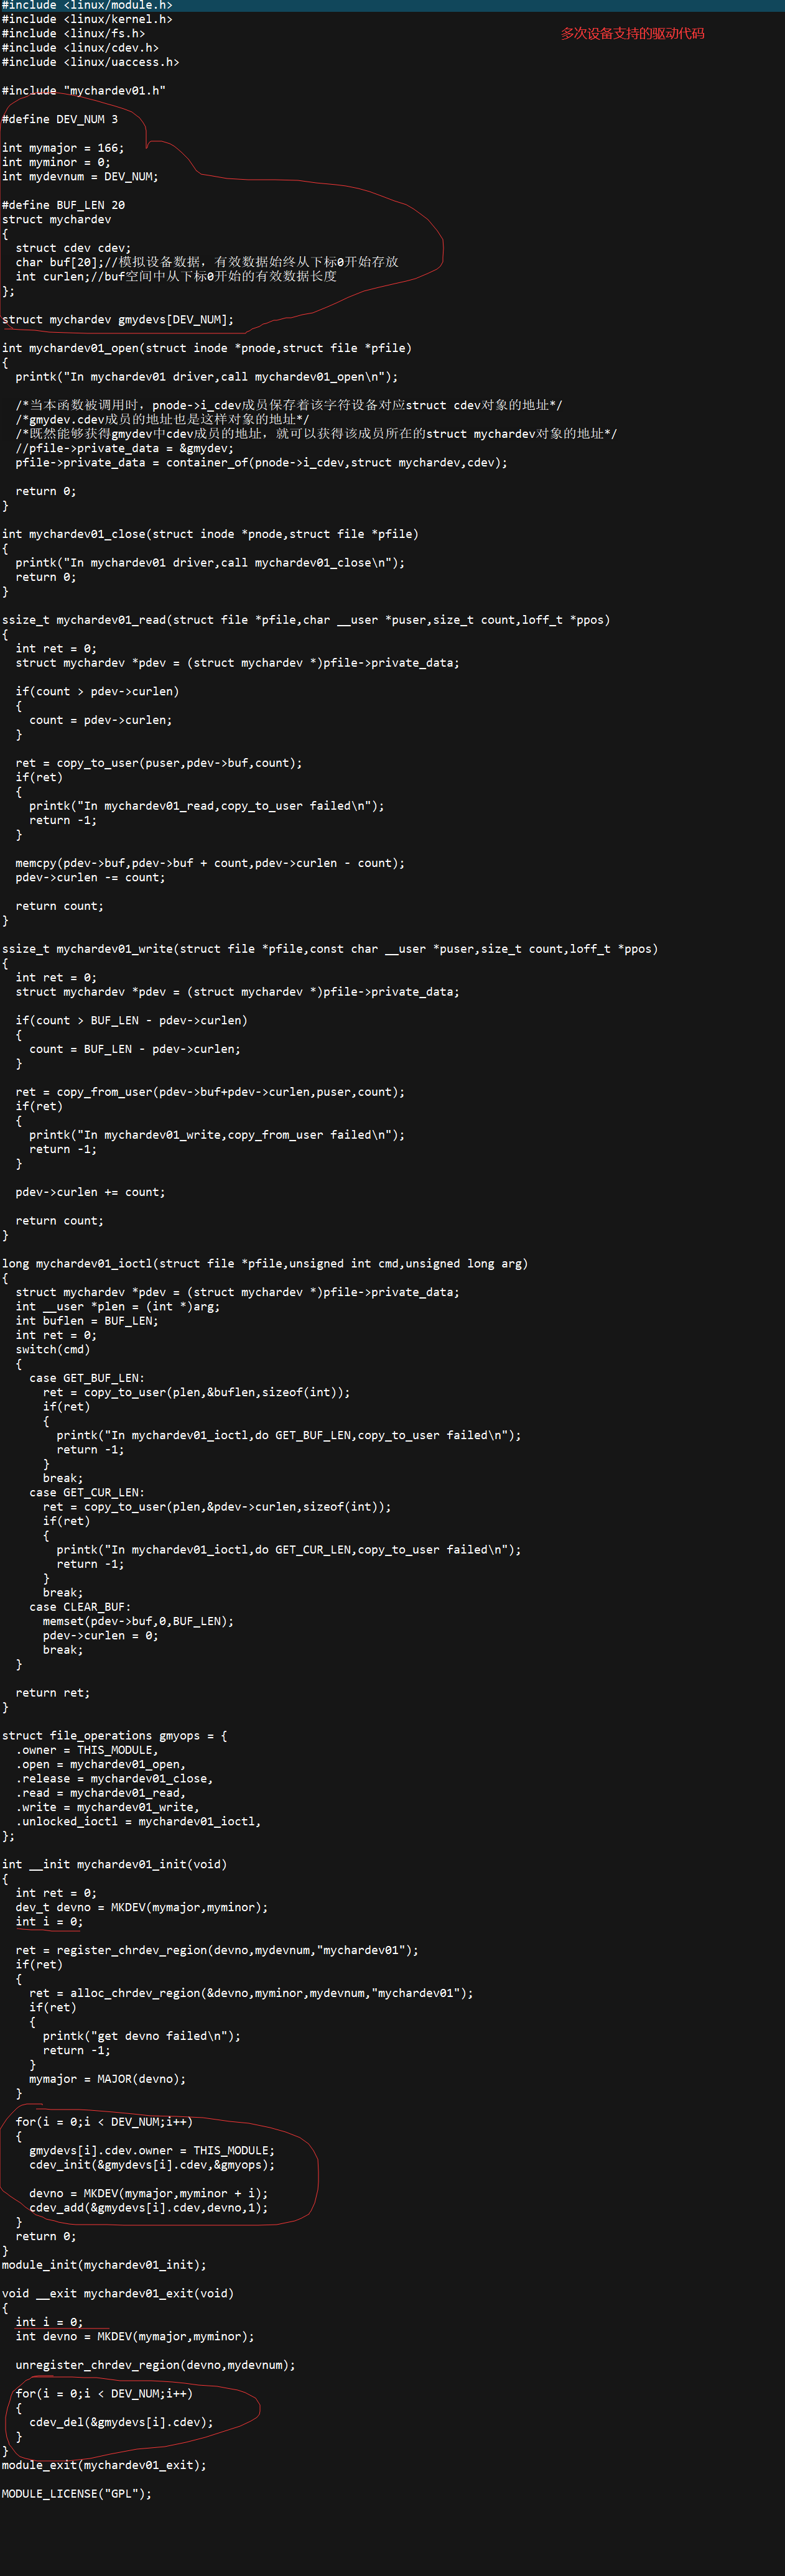 #include <linux/module.h>
#include <linux/kernel.h>
#include <linux/fs.h>
多次设备支持的驱动代码
#include <linux/cdev.h>
#include <linux/uaccess.h>

#include "mychardev01.h"

#define DEV_NUM 3

int mymajor = 166;
int myminor = 0;
int mydevnum = DEV_NUM;

#define BUF_LEN 20
struct mychardev
{
  struct cdev cdev;
  char buf[20];//模拟设备数据，有效数据始终从下标0开始存放
  int curlen;//buf空间中从下标0开始的有效数据长度
};

struct mychardev gmydevs[DEV_NUM];

int mychardev01_open(struct inode *pnode,struct file *pfile)
{
  printk("In mychardev01 driver,call mychardev01_open\n");

  /*当本函数被调用时，pnode->i_cdev成员保存着该字符设备对应struct cdev对象的地址*/
  /*gmydev.cdev成员的地址也是这样对象的地址*/
  /*既然能够获得gmydev中cdev成员的地址，就可以获得该成员所在的struct mychardev对象的地址*/
  //pfile->private_data = &gmydev;
  pfile->private_data = container_of(pnode->i_cdev,struct mychardev,cdev);

  return 0;
}

int mychardev01_close(struct inode *pnode,struct file *pfile)
{
  printk("In mychardev01 driver,call mychardev01_close\n");
  return 0;
}

ssize_t mychardev01_read(struct file *pfile,char __user *puser,size_t count,loff_t *ppos)
{
  int ret = 0;
  struct mychardev *pdev = (struct mychardev *)pfile->private_data;

  if(count > pdev->curlen)
  {
    count = pdev->curlen;
  }

  ret = copy_to_user(puser,pdev->buf,count);
  if(ret)
  {
    printk("In mychardev01_read,copy_to_user failed\n");
    return -1;
  }

  memcpy(pdev->buf,pdev->buf + count,pdev->curlen - count);
  pdev->curlen -= count;

  return count;
}

ssize_t mychardev01_write(struct file *pfile,const char __user *puser,size_t count,loff_t *ppos)
{
  int ret = 0;
  struct mychardev *pdev = (struct mychardev *)pfile->private_data;

  if(count > BUF_LEN - pdev->curlen)
  {
    count = BUF_LEN - pdev->curlen;
  }

  ret = copy_from_user(pdev->buf+pdev->curlen,puser,count);
  if(ret)
  {
    printk("In mychardev01_write,copy_from_user failed\n");
    return -1;
  }

  pdev->curlen += count;

  return count;
}

long mychardev01_ioctl(struct file *pfile,unsigned int cmd,unsigned long arg)
{
  struct mychardev *pdev = (struct mychardev *)pfile->private_data;
  int __user *plen = (int *)arg;
  int buflen = BUF_LEN;
  int ret = 0;
  switch(cmd)
  {
    case GET_BUF_LEN:
      ret = copy_to_user(plen,&buflen,sizeof(int));
      if(ret)
      {
        printk("In mychardev01_ioctl,do GET_BUF_LEN,copy_to_user failed\n");
        return -1;
      }
      break;
    case GET_CUR_LEN:
      ret = copy_to_user(plen,&pdev->curlen,sizeof(int));
      if(ret)
      {
        printk("In mychardev01_ioctl,do GET_CUR_LEN,copy_to_user failed\n");
        return -1;
      }
      break;
    case CLEAR_BUF:
      memset(pdev->buf,0,BUF_LEN);
      pdev->curlen = 0;
      break;
  }

  return ret;
}

struct file_operations gmyops = {
  .owner = THIS_MODULE,
  .open = mychardev01_open,
  .release = mychardev01_close,
  .read = mychardev01_read,
  .write = mychardev01_write,
  .unlocked_ioctl = mychardev01_ioctl,
};

int __init mychardev01_init(void)
{
  int ret = 0;
  dev_t devno = MKDEV(mymajor,myminor);
  int i = 0;

  ret = register_chrdev_region(devno,mydevnum,"mychardev01");
  if(ret)
  {
    ret = alloc_chrdev_region(&devno,myminor,mydevnum,"mychardev01");
    if(ret)
    {
      printk("get devno failed\n");
      return -1;
    }
    mymajor = MAJOR(devno);
  }

  for(i = 0;i < DEV_NUM;i++)
  {
    gmydevs[i].cdev.owner = THIS_MODULE;
    cdev_init(&gmydevs[i].cdev,&gmyops);

    devno = MKDEV(mymajor,myminor + i);
    cdev_add(&gmydevs[i].cdev,devno,1);
  }
  return 0;
}
module_init(mychardev01_init);

void __exit mychardev01_exit(void)
{
  int i = 0;
  int devno = MKDEV(mymajor,myminor);

  unregister_chrdev_region(devno,mydevnum);

  for(i = 0;i < DEV_NUM;i++)
  {
    cdev_del(&gmydevs[i].cdev);
  }
}
module_exit(mychardev01_exit);

MODULE_LICENSE("GPL");